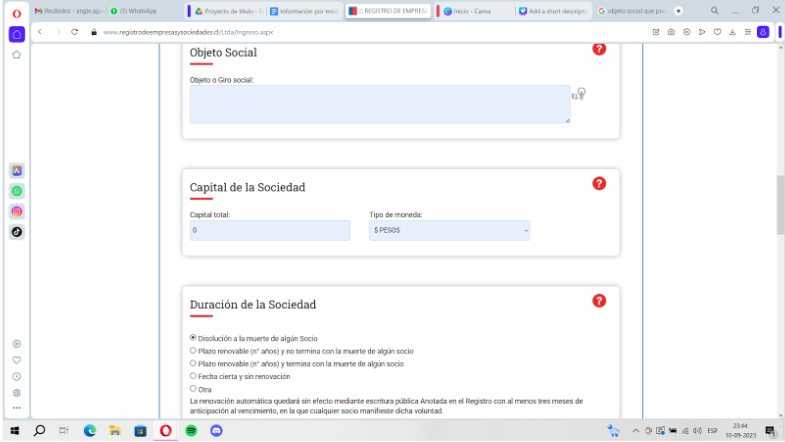 Recibidos - angie.ag
(1) WhatsApp
Proyecto de título - G
Información por mod
.:: REGISTRO DE EMPRES
Inicio - Canva
Add a short descripti
objeto social que pon
www.registrodeempresasysociedades.cl/Ltda/Ingreso.aspx
Objeto Social
?
Objeto o Giro social:
Ej:
Capital de la Sociedad
?
Capital total:
Tipo de moneda:
0
$ PESOS
Duración de la Sociedad
?
Disolución a la muerte de algún Socio
Plazo renovable (n° años) y no termina con la muerte de algún socio
Plazo renovable (n° años) y termina con la muerte de algún socio
Fecha cierta y sin renovación
Otra
La renovación automática quedará sin efecto mediante escritura pública Anotada en el Registro con al menos tres meses de
anticipación al vencimiento, en la que cualquier socio manifieste dicha voluntad.
ESP
23:44
10-09-2023